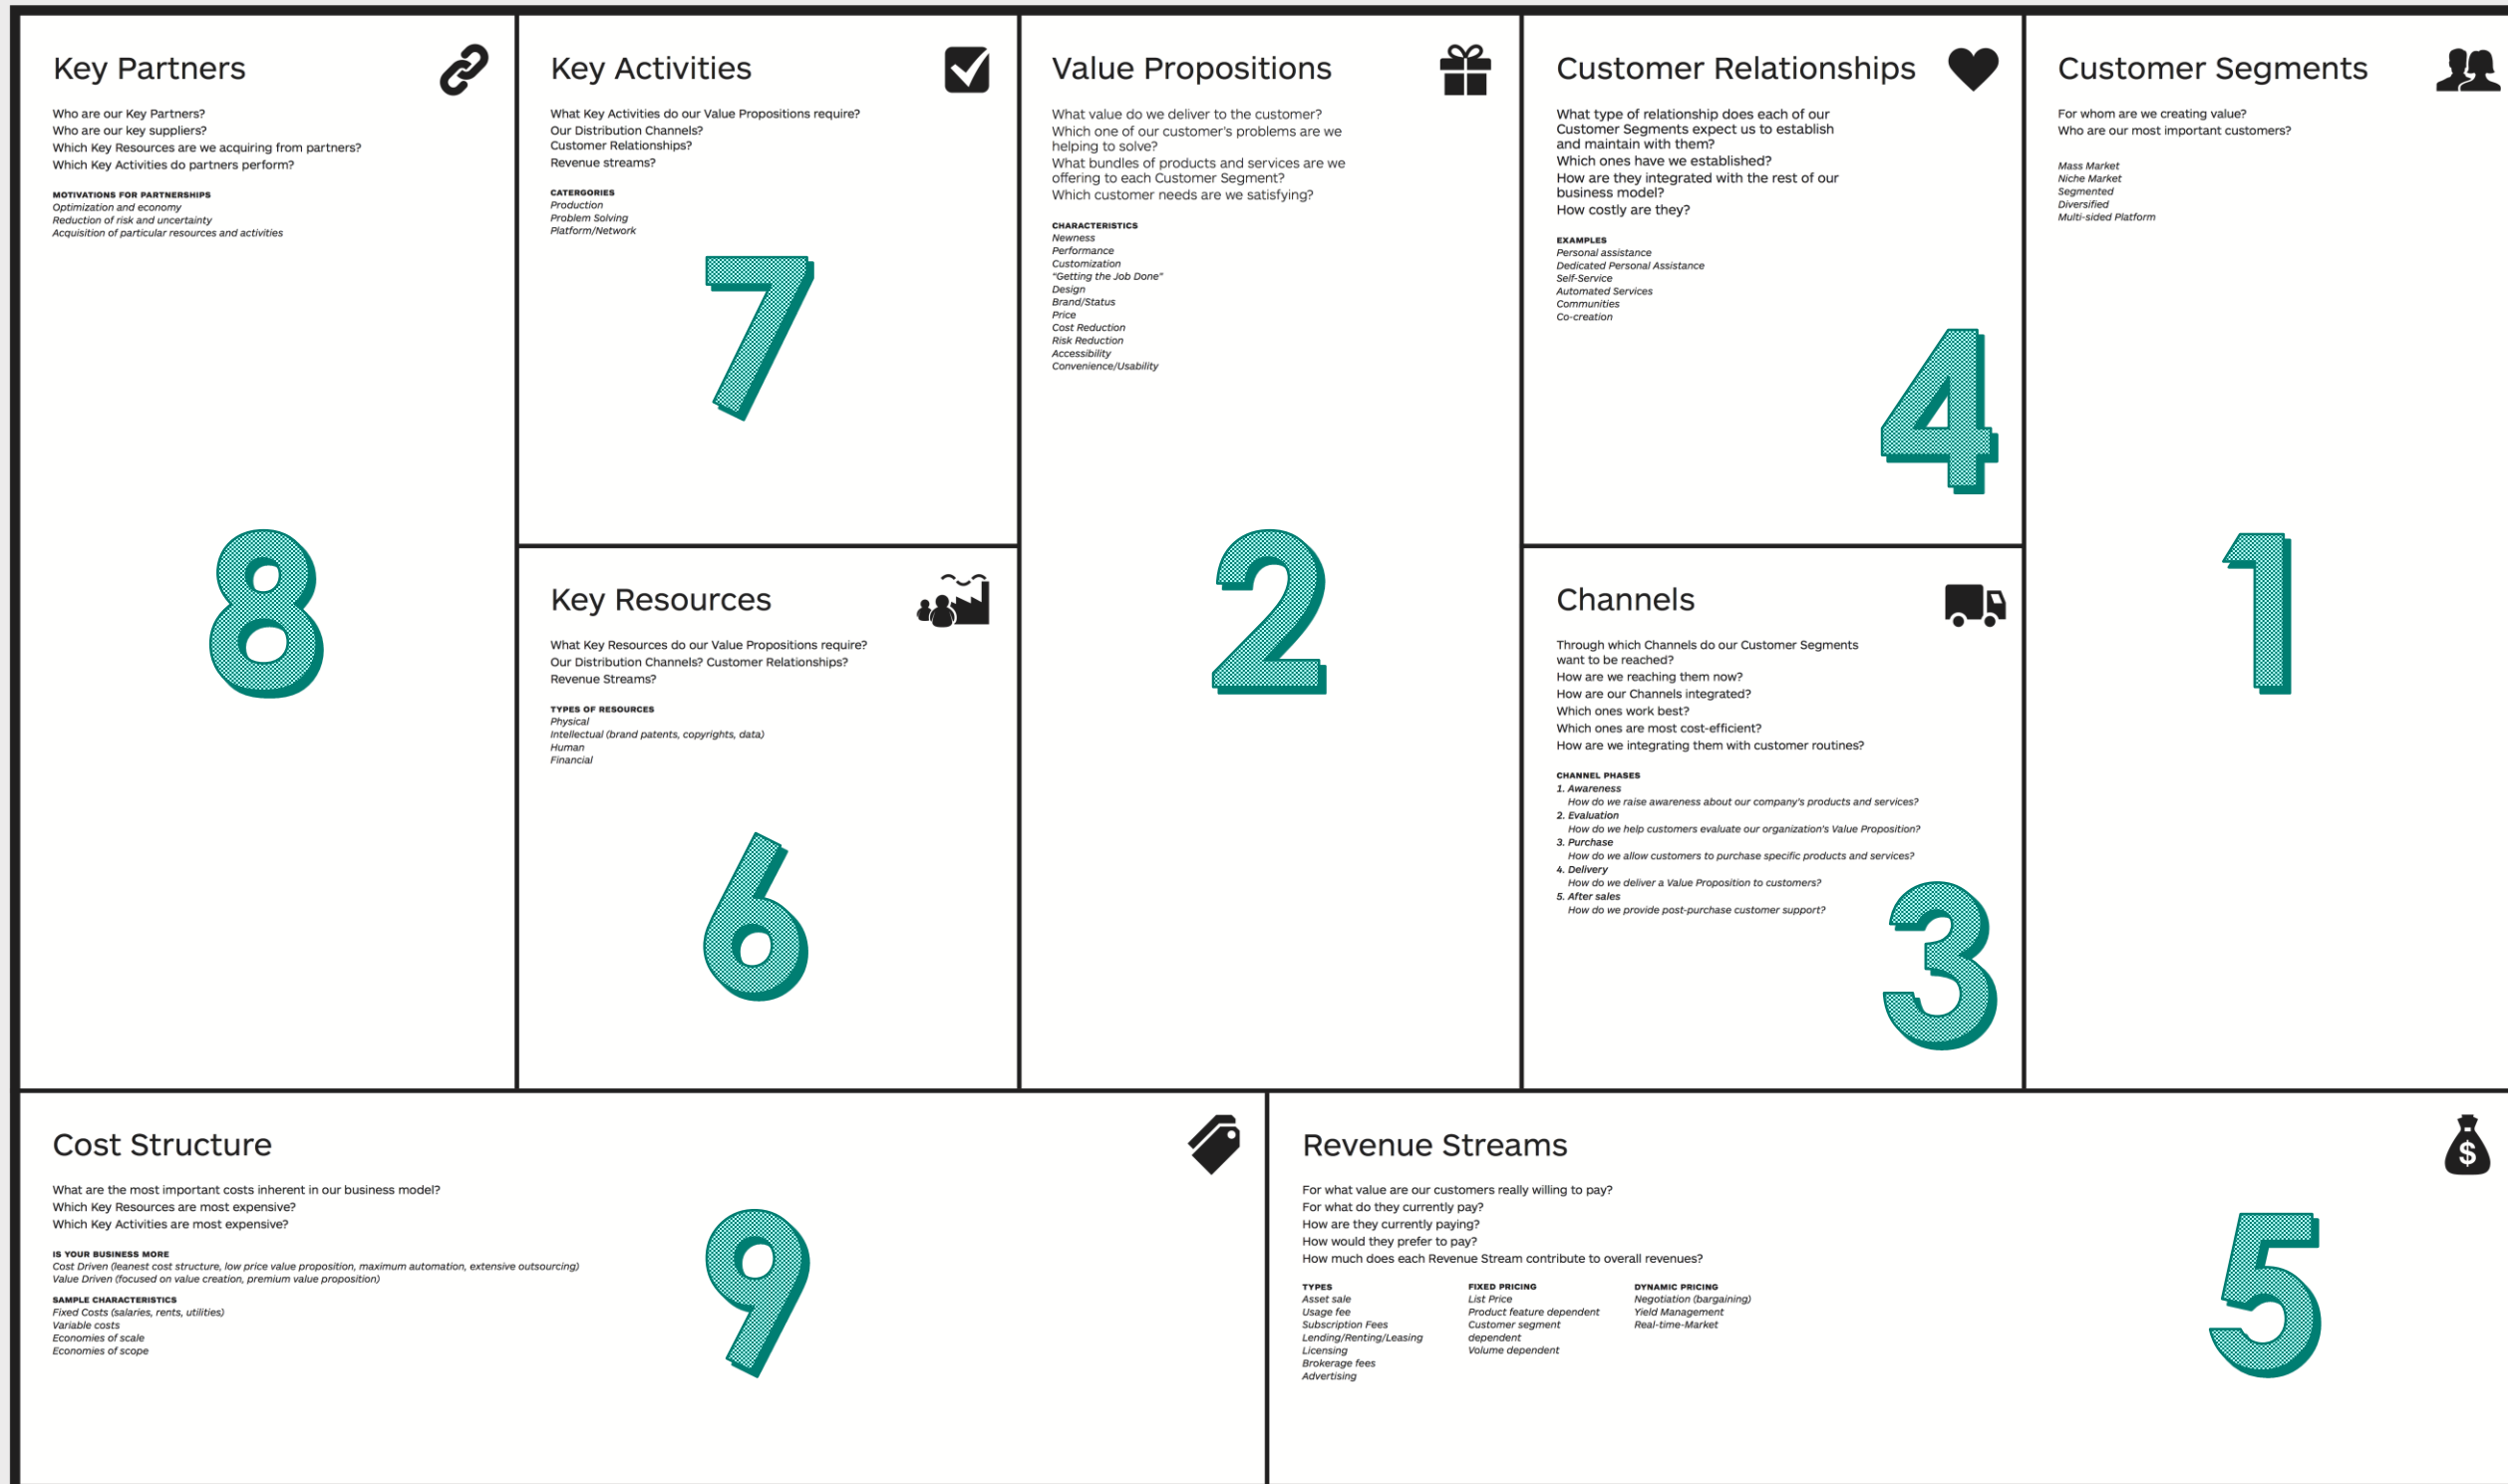 Key Partners
Who are our Key Partners?
Who are our key suppliers?
Which Key Resources are we acquiring from partners?
Which Key Activities do partners perform?
MOTIVATIONS FOR PARTNERSHIPS
Optimization and economy
Reduction of risk and uncertainty
Acquisition of particular resources and activities
8
Key Activities
What Key Activities do our Value Propositions require?
Our Distribution Channels?
Customer Relationships?
Revenue streams?
CATERGORIES
Production
Problem Solving
Platform/Network
7
Key Resources
What Key Resources do our Value Propositions require?
Our Distribution Channels? Customer Relationships?
Revenue Streams?
TYPES OF RESOURCES
Physical
Intellectual (brand patents, copyrights, data)
Human
Financial
6
Value Propositions
What value do we deliver to the customer?
Which one of our customer's problems are we
helping to solve?
What bundles of products and services are we
offering to each Customer Segment?
Which customer needs are we satisfying?
CHARACTERISTICS
Newness
Performance
Customization
“Getting the Job Done”
Design
Brand/Status
Price
Cost Reduction
Risk Reduction
Accessibility
Convenience/Usability
2
Customer Relationships
What type of relationship does each of our
Customer Segments expect us to establish
and maintain with them?
Which ones have we established?
How are they integrated with the rest of our
business model?
How costly are they?
EXAMPLES
Personal assistance
Dedicated Personal Assistance
Self-Service
Automated Services
Communities
Co-creation
4
Channels
Through which Channels do our Customer Segments
want to be reached?
How are we reaching them now?
How are our Channels integrated?
Which ones work best?
Which ones are most cost-efficient?
How are we integrating them with customer routines?
CHANNEL PHASES
1. Awareness
How do we raise awareness about our company's products and services?
2. Evaluation
How do we help customers evaluate our organization's Value Proposition?
3. Purchase
How do we allow customers to purchase specific products and services?
4. Delivery
How do we deliver a Value Proposition to customers?
5. After sales
How do we provide post-purchase customer support?
3
Customer Segments
For whom are we creating value?
Who are our most important customers?
Mass Market
Niche Market
Segmented
Diversified
Multi-sided Platform
1
Cost Structure
What are the most important costs inherent in our business model?
Which Key Resources are most expensive?
Which Key Activities are most expensive?
IS YOUR BUSINESS MORE
Cost Driven (leanest cost structure, low price value proposition, maximum automation, extensive outsourcing)
Value Driven (focused on value creation, premium value proposition)
SAMPLE CHARACTERISTICS
Fixed Costs (salaries, rents, utilities)
Variable costs
Economies of scale
Economies of scope
9
Revenue Streams
$
For what value are our customers really willing to pay?
For what do they currently pay?
How are they currently paying?
How would they prefer to pay?
How much does each Revenue Stream contribute to overall revenues?
TYPES
Asset sale
Usage fee
Subscription Fees
Lending/Renting/Leasing
Licensing
Brokerage fees
Advertising
FIXED PRICING
List Price
Product feature dependent
Customer segment
dependent
Volume dependent
DYNAMIC PRICING
Negotiation (bargaining)
Yield Management
Real-time-Market
5